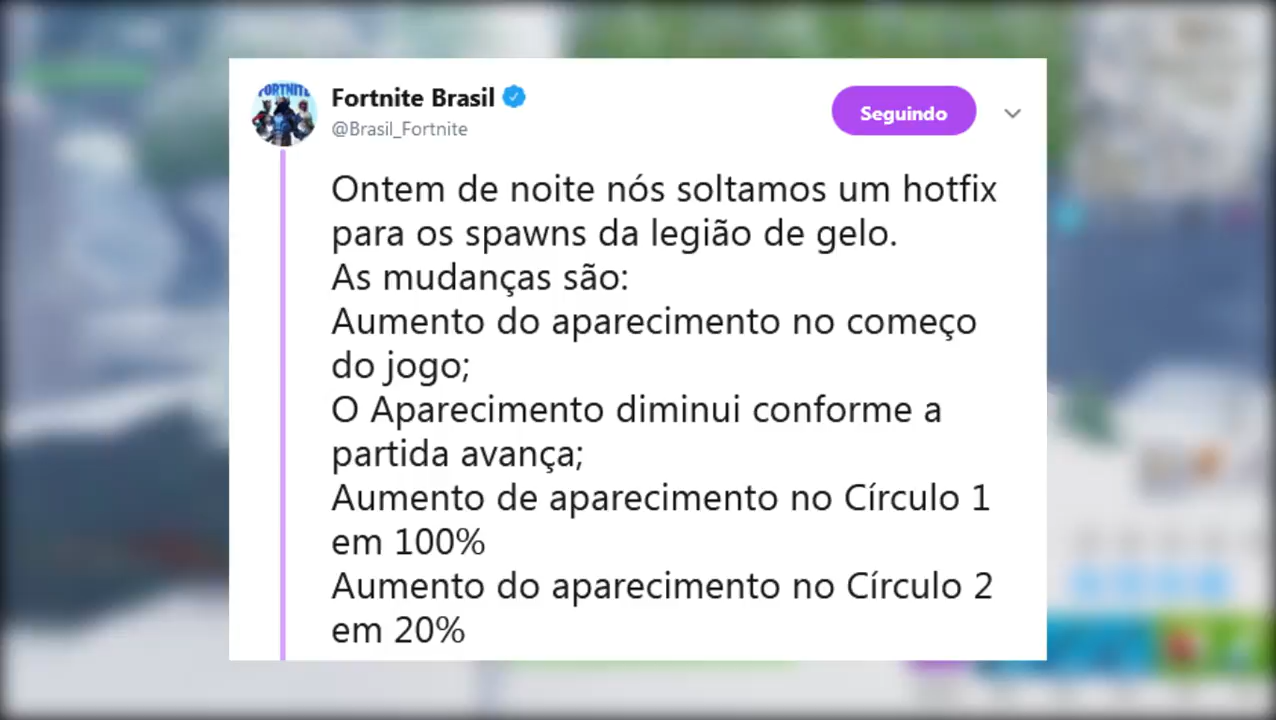 FORTNITE
Fortnite Brasil
@Brasil_Fortnite
Seguindo
Ontem de noite nós soltamos um hotfix
para os spawns da legião de gelo.
As mudanças são:
Aumento do aparecimento no começo
do jogo;
O Aparecimento diminui conforme a
partida avança;
Aumento de aparecimento no Círculo 1
em 100%
Aumento do aparecimento no Círculo 2
em 20%